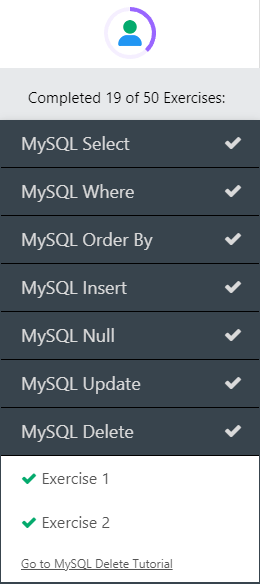 Completed 19 of 50 Exercises:
MySQL Select
MySQL Where
MySQL Order By
MySQL Insert
MySQL Null
MySQL Update
MySQL Delete
Exercise 1
Exercise 2
Go to MySQL Delete Tutorial